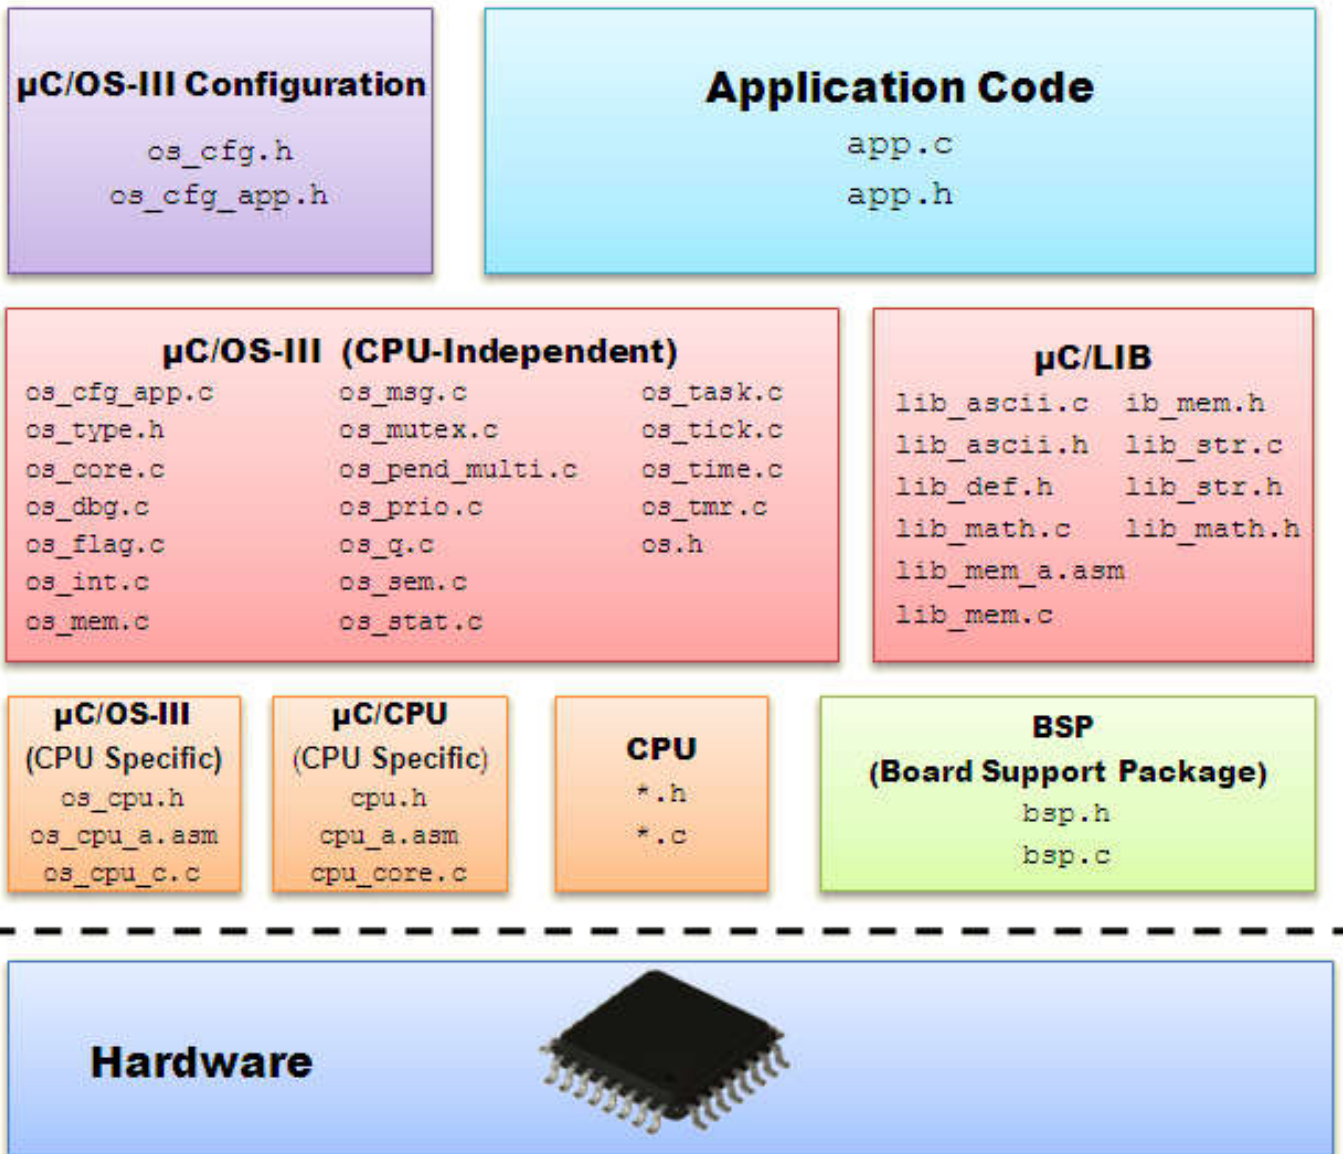 µC/OS-III Configuration
os_cfg.h
os_cfg_app.h
Application Code
app.c
app.h
µC/OS-III (CPU-Independent)
os_cfg_app.c os_msg.c os_task.c
os_type.h os_mutex.c os_tick.c
os_core.c os_pend_multi.c os_time.c
os_dbg.c os_prio.c os_tmr.c
os_flag.c os_q.c os.h
os_int.c os_sem.c
os_mem.c os_stat.c
µC/LIB
lib_ascii.c ib_mem.h
lib_ascii.h lib_str.c
lib_def.h lib_str.h
lib_math.c lib_math.h
lib_mem_a.asm
lib_mem.c
µC/OS-III
(CPU Specific)
os_cpu.h
os_cpu_a.asm
os_cpu_c.c
µC/CPU
(CPU Specific)
cpu.h
cpu_a.asm
cpu_core.c
CPU
*.h
*.c
BSP
(Board Support Package)
bsp.h
bsp.c
Hardware